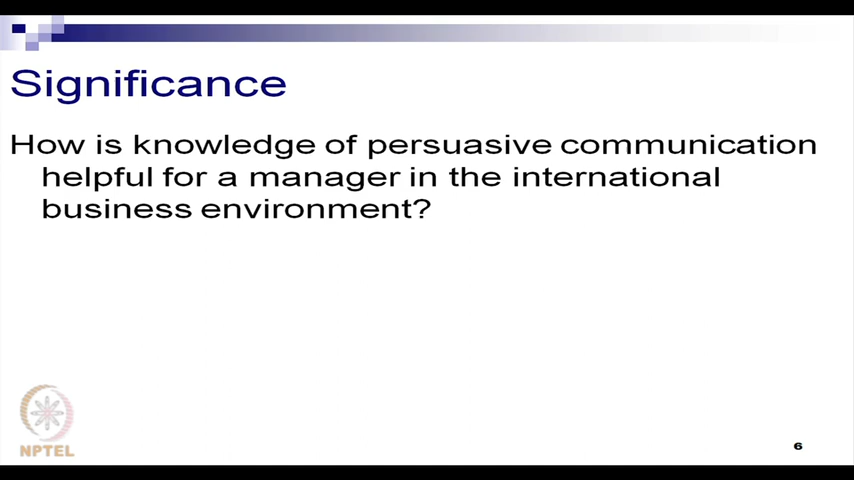 Significance
How is knowledge of persuasive communication
helpful for a manager in the international
business environment?
NPTEL
6